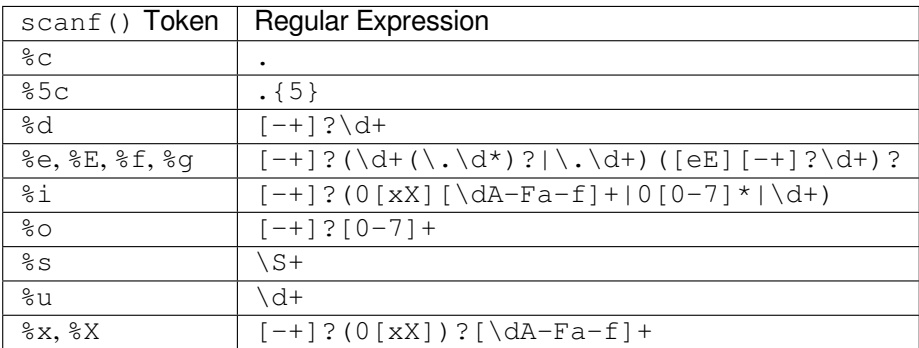 scanf() Token Regular Expression
%c .
%5c .{5}
%d [-+]?\d+
%e, %E, %f, %g [-+]?(\d+(\.\d*)?|\.\d+)([eE][-+]?\d+)?
%i [-+]?(0[xX][\dA-Fa-f]+|0[0-7]*|\d+)
%o [-+]?[0-7]+
%s \S+
%u \d+
%x, %X [-+]?(0[xX])?[\dA-Fa-f]+